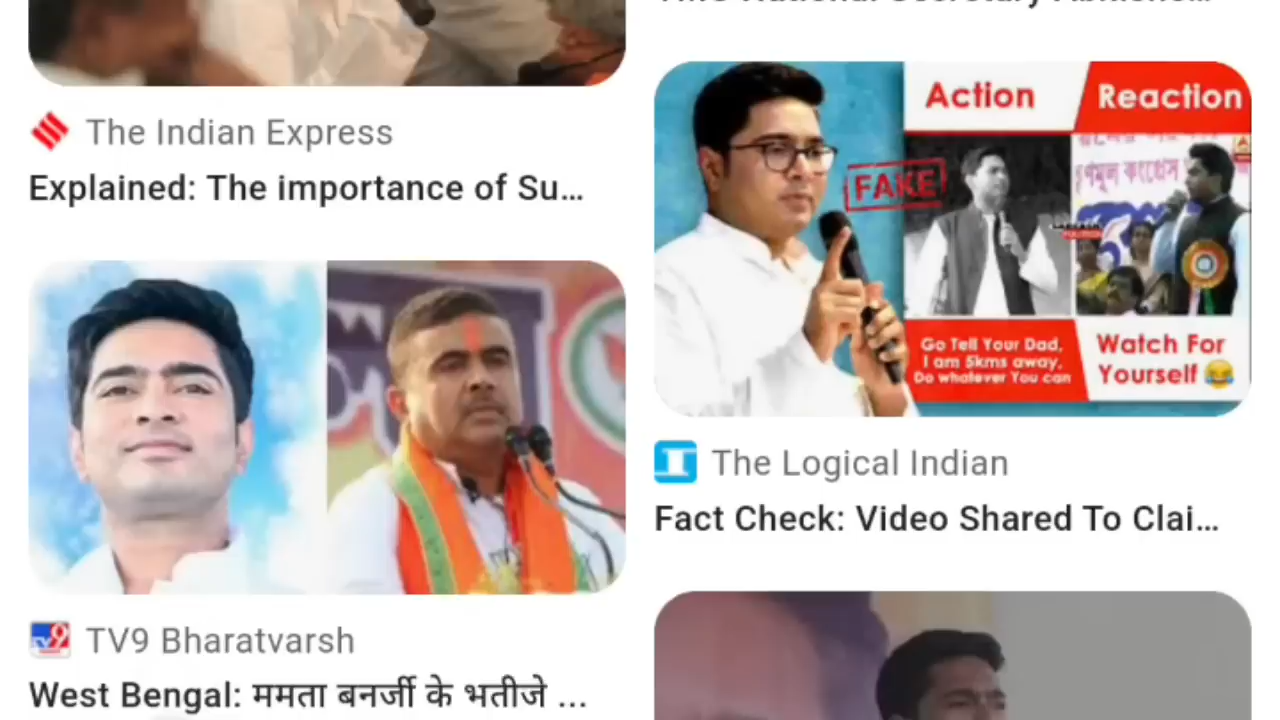 The Indian Express
Explained: The importance of Su...
TV9 Bharatvarsh
West Bengal: ममता बनर्जी के भतीजे ...
Action
Reaction
FAKE
Go Tell Your Dad,
I am 5kms away,
Do whatever You can
Watch For
Yourself
The Logical Indian
Fact Check: Video Shared To Clai...